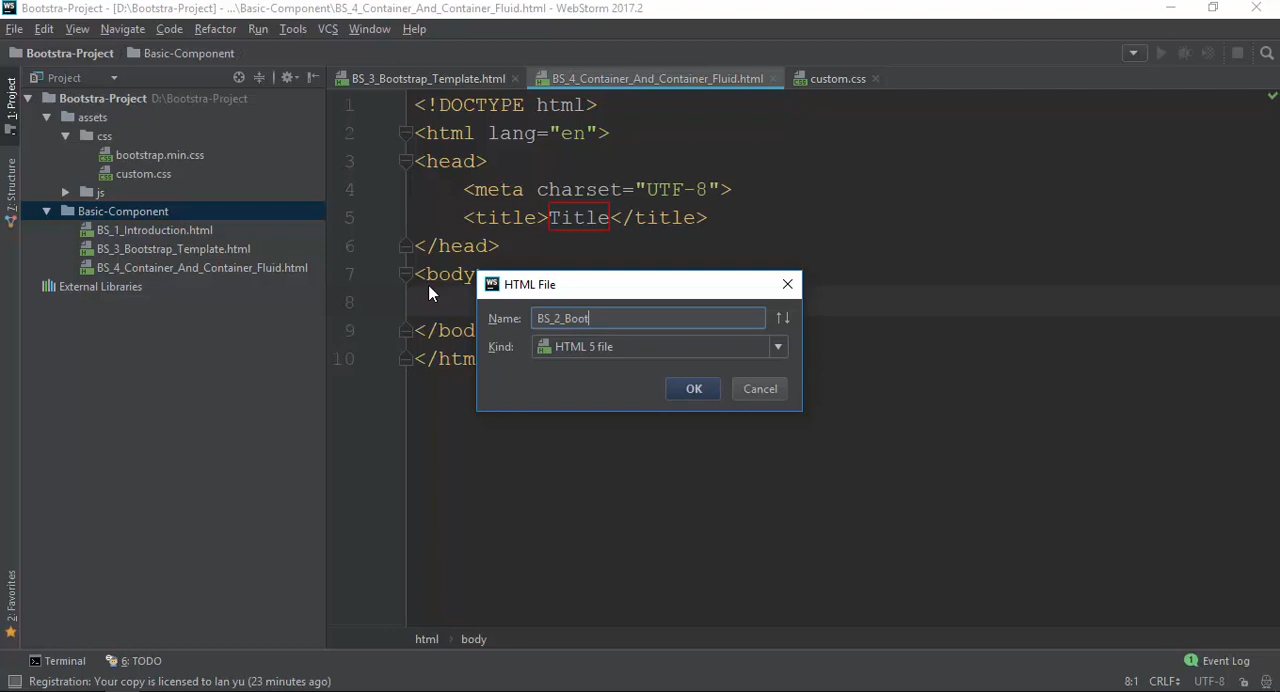 Bootstra-Project - [D:\Bootstra-Project] - ...\Basic-Component\BS_4_Container_And_Container_Fluid.html - WebStorm 2017.2
File Edit View Navigate Code Refactor Run Tools VCS Window Help
Bootstra-Project Basic-Component
Project
BS_3_Bootstrap_Template.html
BS_4_Container_And_Container_Fluid.html
custom.css
1: Project
Z: Structure
2: Favorites
Bootstra-Project D:\Bootstra-Project
assets
css
bootstrap.min.css
custom.css
js
Basic-Component
BS_1_Introduction.html
BS_3_Bootstrap_Template.html
BS_4_Container_And_Container_Fluid.html
External Libraries
1 <!DOCTYPE html>
2 <html lang="en">
3 <head>
4 <meta charset="UTF-8">
5 <title>Title</title>
6 </head>
7 <body
8
9 </bod
10 </htm
HTML File
Name: BS_2_Boot
Kind: HTML 5 file
OK Cancel
html body
Terminal 6: TODO 1 Event Log
Registration: Your copy is licensed to lan yu (23 minutes ago) 8:1 CRLF UTF-8